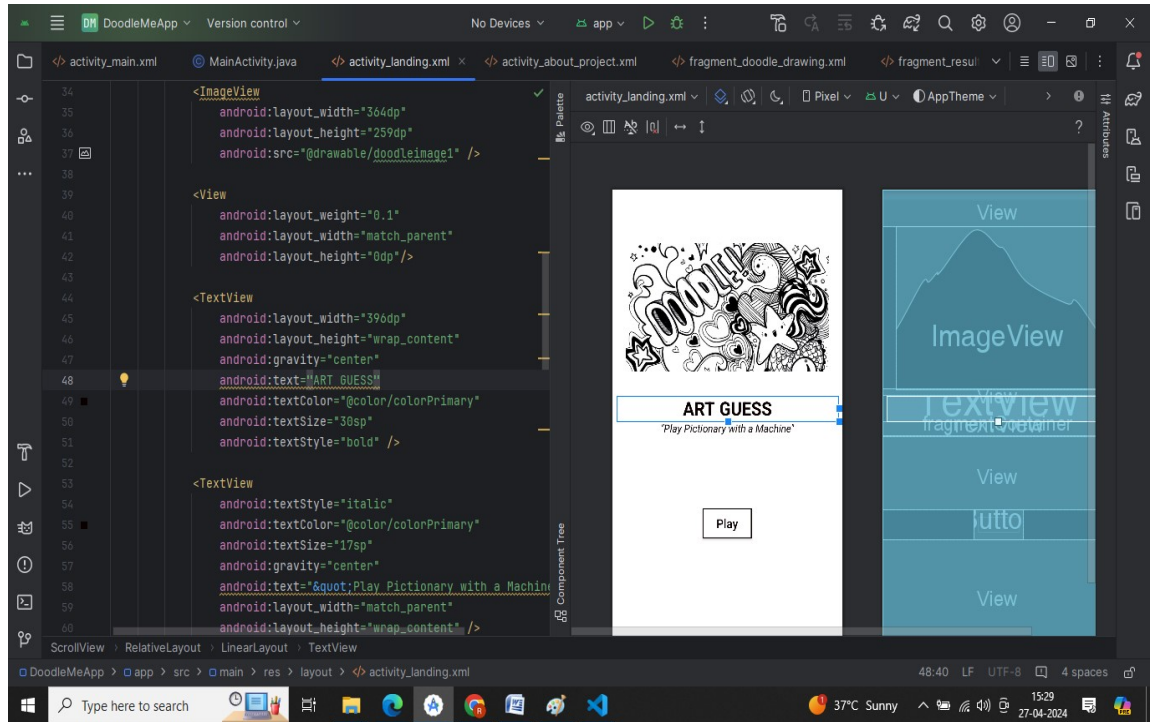 DM DoodleMeApp Version control No Devices app
activity_main.xml MainActivity.java activity_landing.xml activity_about_project.xml fragment_doodle_drawing.xml fragment_resul
34 <ImageView
35 android:layout_width="364dp"
36 android:layout_height="259dp"
37 android:src="@drawable/doodleimage1" />
38
39 <View
40 android:layout_weight="0.1"
41 android:layout_width="match_parent"
42 android:layout_height="0dp"/>
43
44 <TextView
45 android:layout_width="396dp"
46 android:layout_height="wrap_content"
47 android:gravity="center"
48 android:text="ART GUESS"
49 android:textColor="@color/colorPrimary"
50 android:textSize="30sp"
51 android:textStyle="bold" />
52
53 <TextView
54 android:textStyle="italic"
55 android:textColor="@color/colorPrimary"
56 android:textSize="17sp"
57 android:gravity="center"
58 android:text="&quot;Play Pictionary with a Machin
59 android:layout_width="match_parent"
60 android:layout_height="wrap_content" />
Palette
Component Tree
activity_landing.xml Pixel U AppTheme
Attributes
?
DOODLE!
ART GUESS
"Play Pictionary with a Machine"
Play
View
ImageView
View
TextView
TextView
fragment container
View
Butto
View
ScrollView > RelativeLayout > LinearLayout > TextView
DoodleMeApp > app > src > main > res > layout > activity_landing.xml 48:40 LF UTF-8 4 spaces
Type here to search 37°C Sunny 15:29
27-04-2024